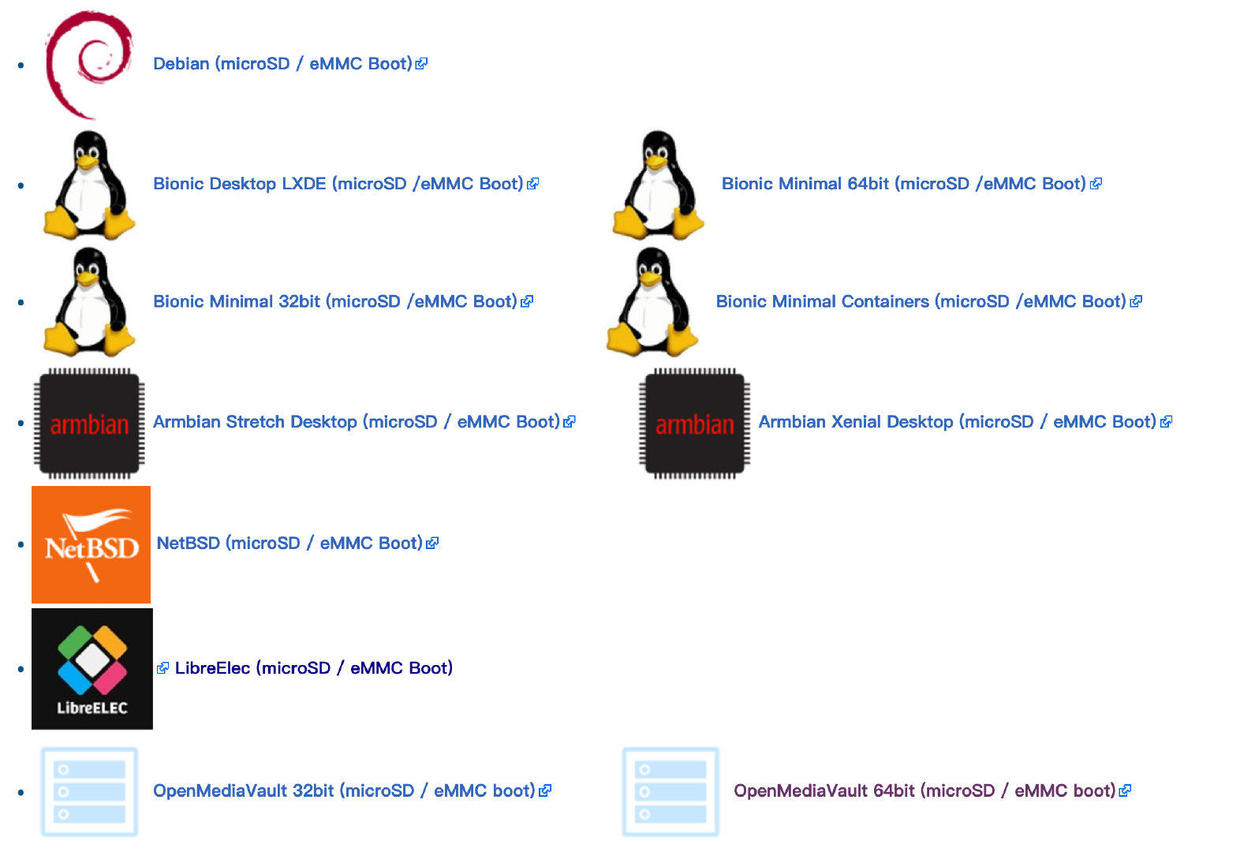 Debian (microSD / eMMC Boot)
Bionic Desktop LXDE (microSD /eMMC Boot) Bionic Minimal 64bit (microSD /eMMC Boot)
Bionic Minimal 32bit (microSD /eMMC Boot) Bionic Minimal Containers (microSD /eMMC Boot)
armbian Armbian Stretch Desktop (microSD / eMMC Boot) armbian Armbian Xenial Desktop (microSD / eMMC Boot)
NetBSD NetBSD (microSD / eMMC Boot)
LibreElec (microSD / eMMC Boot)
LibreELEC
OpenMediaVault 32bit (microSD / eMMC boot) OpenMediaVault 64bit (microSD / eMMC boot)